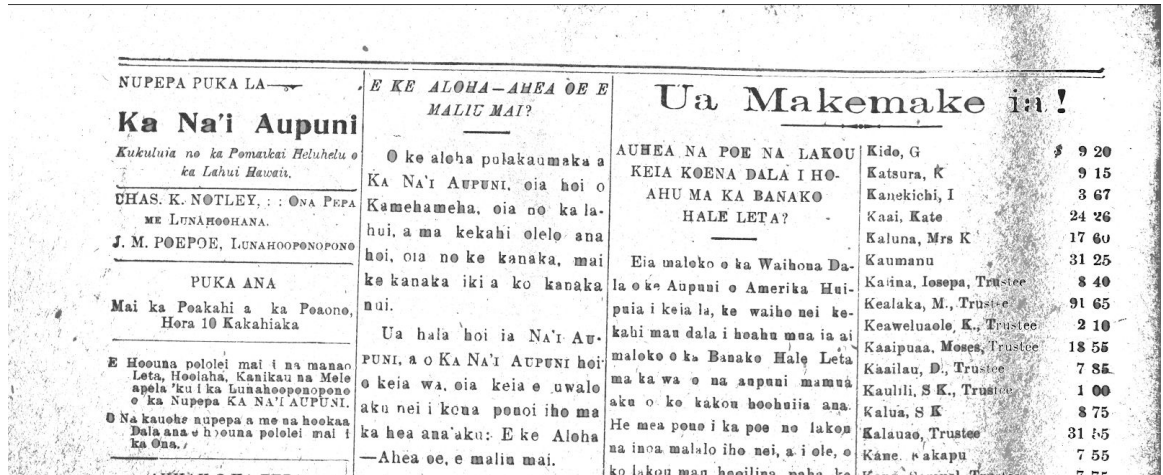 NUPEPA PUKA LA
Ka Na'i Aupuni
Kukuluia no ka Pomaikai Heluhelu o
ka Lahui Hawaii.
CHAS. K. NOTLEY, : : ONA PEPA
ME LUNAHOOHANA.
J. M. POEPOE, LUNAHOOPONOPONO
PUKA ANA
Mai ka Poakahi a ka Poaono,
Hora 10 Kakahiaka
E Hoouna pololei mai i na manao
Leta, Hoolaha, Kanikau na Mele
apela 'ku i ka Lunahooponopono
o ka Nupepa KA NA'I AUPUNI.
O Na kauoha nupepa a me na hookaa
Dala ana e hoouna pololei mai i
ka Ona.
E KE ALOHA—AHEA OE E
MALIU MAI?
O ke aloha pulakaumaka a
KA NA'I AUPUNI, oia hoi o
Kamehameha, oia no ka la-
hui, a ma kekahi olelo ana
hoi, oia no ke kanaka, mai
ke kanaka iki a ko kanaka
nui.
Ua hala hoi ia NA'I AU-
PUNI, a o KA NA'I AUPUNI hoi
o keia wa, oia keia e uwalo
aku nei i kona ponoi iho ma
ka hea ana'aku: E ke Aloha
—Ahea oe, e maliu mai.
Ua Makemake ia!
AUHEA NA POE NA LAKOU
KEIA KOENA DALA I HO-
AHU MA KA BANAKO
HALE LETA?
Eia maloko o ka Waihona Da-
la o ke Aupuni o Amerika Hui-
puia i keia la, ke waiho nei ke-
kahi mau dala i hoahu mua ia ai
maloko o ka Banako Hale Leta
ma ka wa o na aupuni mamua
aku o ko kakou hoohuiia ana.
He mea pono i ka poe no lakou
na inoa malalo iho nei, a i ole, o
ko lakou mau hooilina paha ke
Kido, G $ 9 20
Katsura, K 9 15
Kanekichi, I 3 67
Kaai, Kate 24 26
Kaluna, Mrs K 17 60
Kaumanu 31 25
Kaaina, Iosepa, Trustee 8 40
Kealaka, M., Trustee 91 65
Keaweluaole, K., Trustee 2 10
Kaaipuaa, Moses, Trustee 18 55
Kaailau, D., Trustee 7 85
Kaulili, S K., Trustee 1 00
Kalua, S K 8 75
Kalauao, Trustee 31 55
Kane, Kakapu 7 55